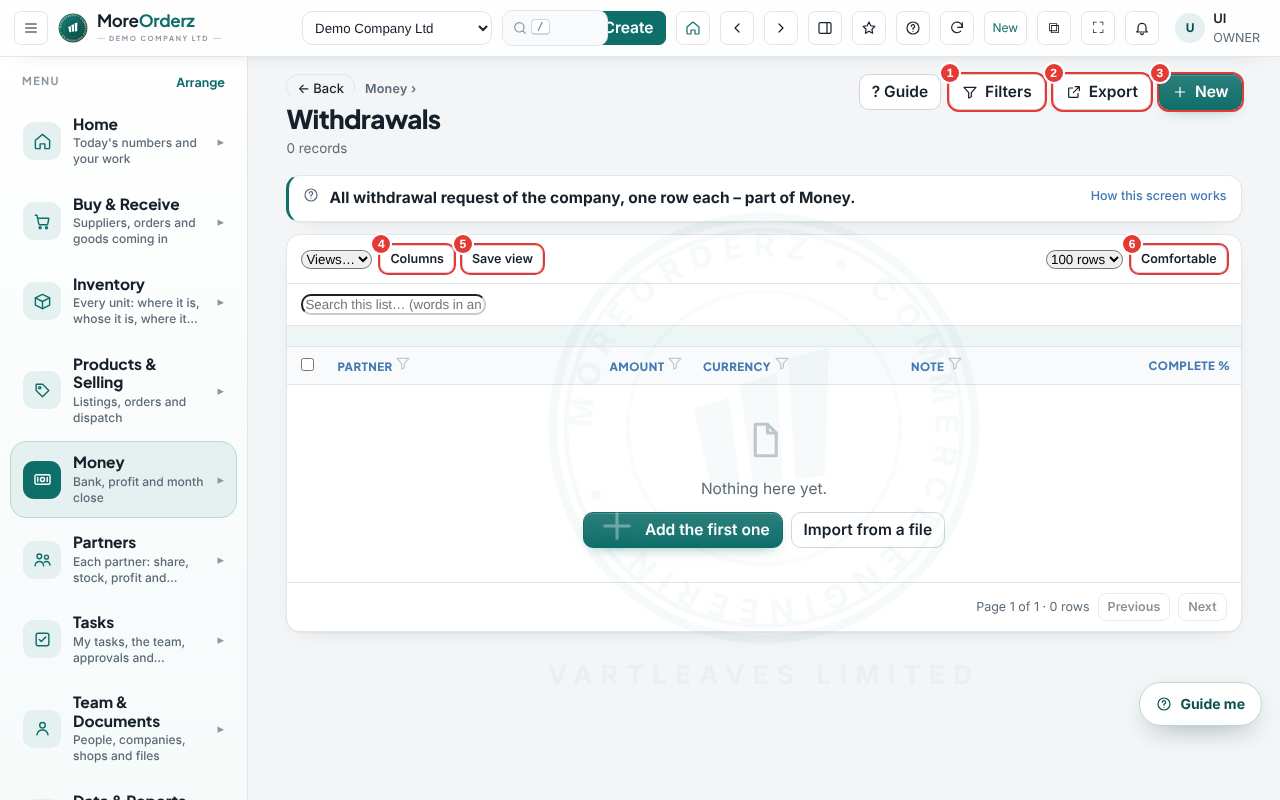 MoreOrderz
— DEMO COMPANY LTD —
Demo Company Ltd
/
Create
New
U
UI
OWNER
MENU
Arrange
Home
Today's numbers and
your work
Buy & Receive
Suppliers, orders and
goods coming in
Inventory
Every unit: where it is,
whose it is, where it...
Products &
Selling
Listings, orders and
dispatch
Money
Bank, profit and month
close
Partners
Each partner: share,
stock, profit and...
Tasks
My tasks, the team,
approvals and...
Team &
Documents
People, companies,
shops and files
Data & Reports
← Back
Money ›
Withdrawals
0 records
? Guide
1
Filters
2
Export
3
+ New
All withdrawal request of the company, one row each – part of Money.
How this screen works
Views...
4
Columns
5
Save view
100 rows
6
Comfortable
Search this list... (words in an
PARTNER
AMOUNT
CURRENCY
NOTE
COMPLETE %
Nothing here yet.
+ Add the first one
Import from a file
Page 1 of 1 · 0 rows
Previous
Next
MOREORDERZ • COMMERCE ENGINEERING •
VARTLEAVES LIMITED
Guide me